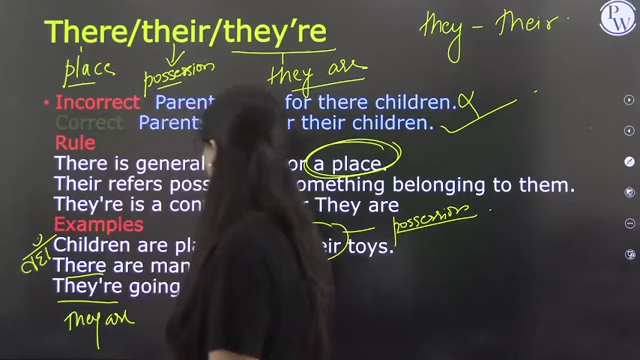 There/their/they're
they - their
PW
place
possession
they are
Incorrect Parent for there children.
Correct Parents r their children.
Rule
There is general or a place.
Their refers poss omething belonging to them.
They're is a con r They are
possession
Examples
Children are pla eir toys.
There are man
They're going
They are